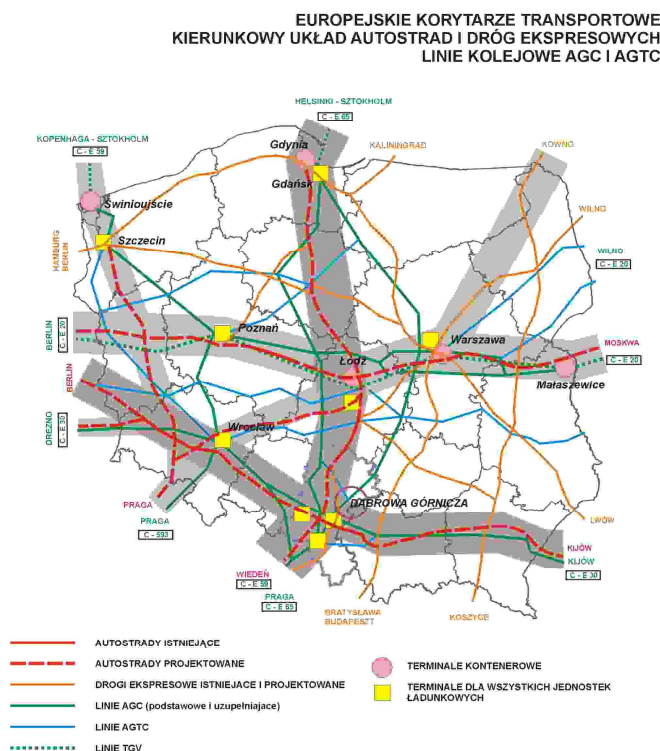 EUROPEJSKIE KORYTARZE TRANSPORTOWE
KIERUNKOWY UKŁAD AUTOSTRAD I DRÓG EKSPRESOWYCH
LINIE KOLEJOWE AGC I AGTC
HELSINKI - SZTOKHOLM
C - E 65
KOPENHAGA - SZTOKHOLM
C - E 59
Gdynia
KALININGRAD
KOWNO
Gdańsk
Świnioujście
WILNO
Szczecin
HAMBURG
BERLIN
WILNO
C - E 20
BERLIN
C - E 20
Poznań
Warszawa
MOSKWA
C - E 20
Łódź
BERLIN
Małaszewice
DREZNO
C - E 30
Wrocław
PRAGA
DĄBROWA GÓRNICZA
PRAGA
C - 593
LWÓW
KIJÓW
KIJÓW
C - E 30
WIEDEŃ
C - E 59
PRAGA
C - E 65
BRATYSŁAWA
BUDAPESZT
KOSZYCE
AUTOSTRADY ISTNIEJĄCE
AUTOSTRADY PROJEKTOWANE
DROGI EKSPRESOWE ISTNIEJACE I PROJEKTOWANE
LINIE AGC (podstawowe i uzupełniajace)
LINIE AGTC
LINIE TGV
TERMINALE KONTENEROWE
TERMINALE DLA WSZYSTKICH JEDNOSTEK
ŁADUNKOWYCH